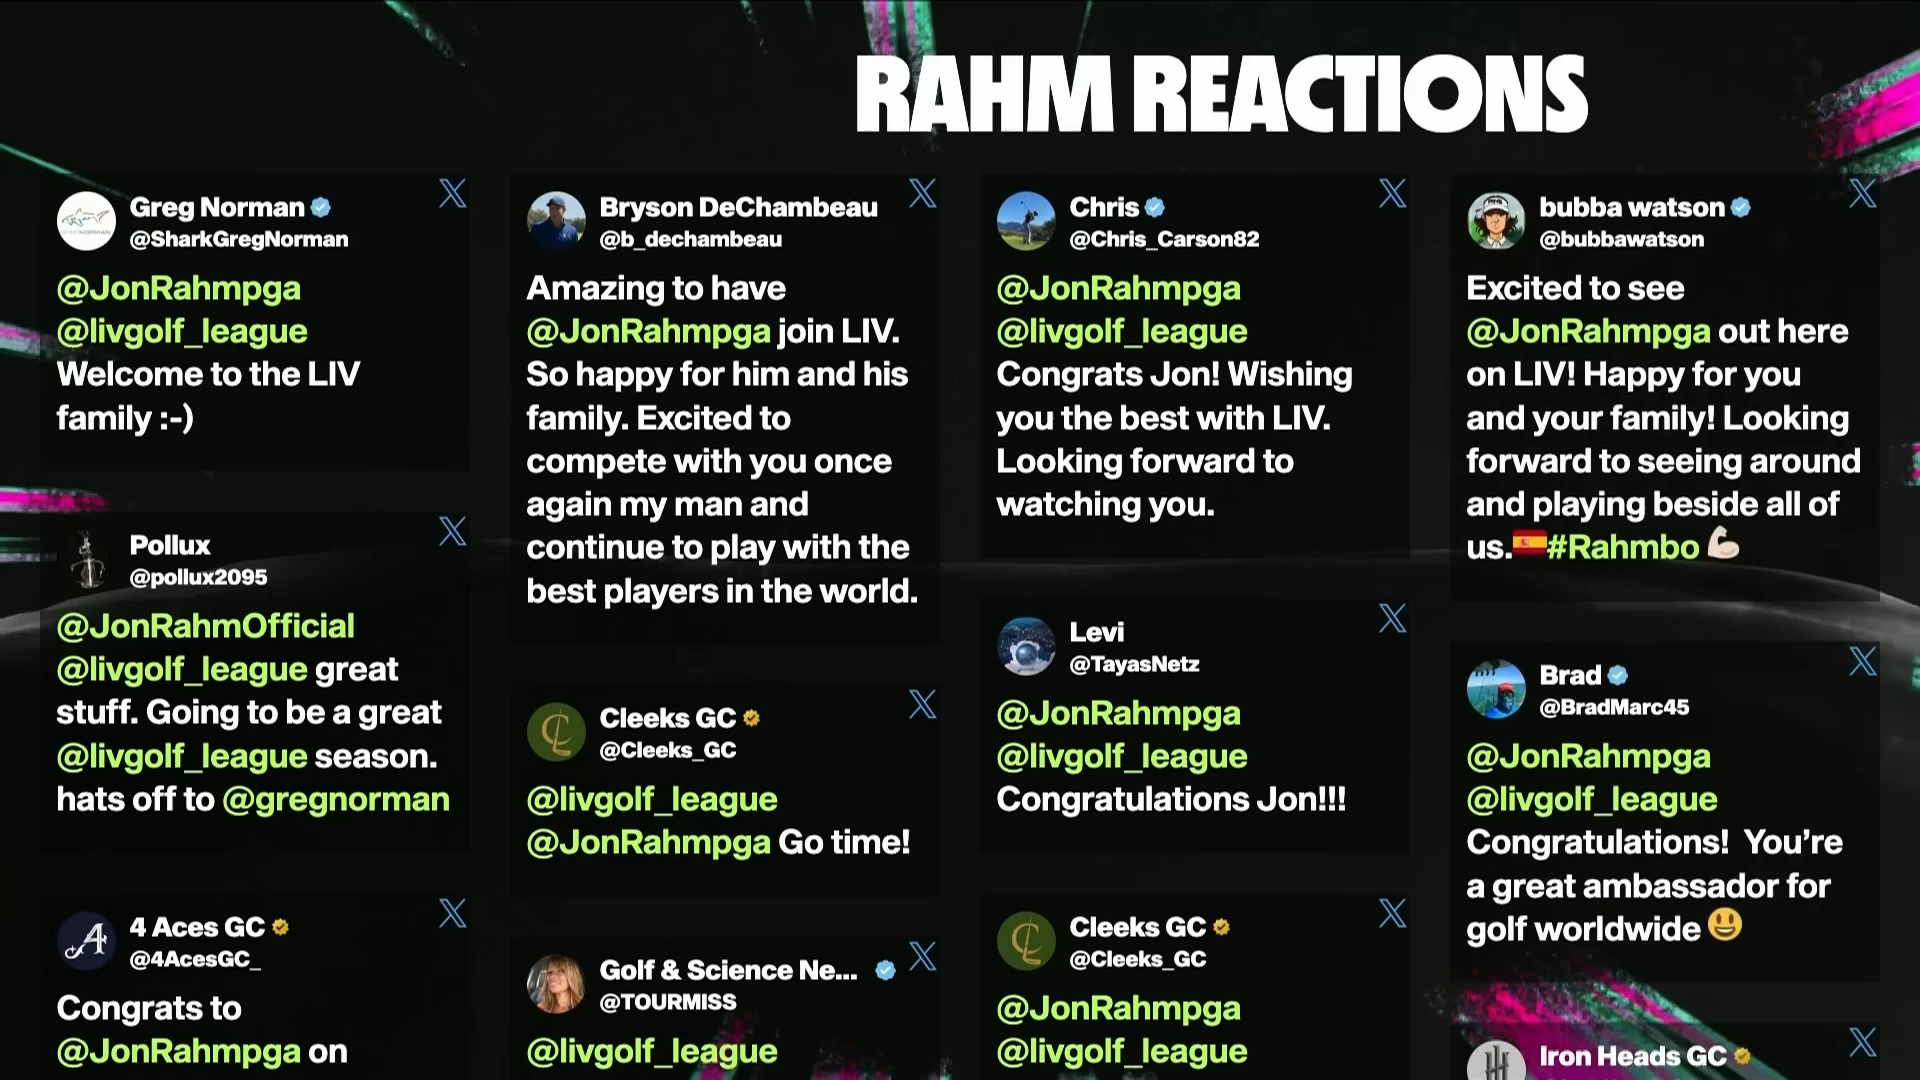 RAHM REACTIONS
Greg Norman
@SharkGregNorman
@JonRahmpga
@livgolf_league
Welcome to the LIV
family :-)
Pollux
@pollux2095
@JonRahmOfficial
@livgolf_league great
stuff. Going to be a great
@livgolf_league season.
hats off to @gregnorman
4 Aces GC
@4AcesGC_
Congrats to
@JonRahmpga on
Bryson DeChambeau
@b_dechambeau
Amazing to have
@JonRahmpga join LIV.
So happy for him and his
family. Excited to
compete with you once
again my man and
continue to play with the
best players in the world.
Cleeks GC
@Cleeks_GC
@livgolf_league
@JonRahmpga Go time!
Golf & Science Ne...
@TOURMISS
@livgolf_league
Chris
@Chris_Carson82
@JonRahmpga
@livgolf_league
Congrats Jon! Wishing
you the best with LIV.
Looking forward to
watching you.
Levi
@TayasNetz
@JonRahmpga
@livgolf_league
Congratulations Jon!!!
Cleeks GC
@Cleeks_GC
@JonRahmpga
@livgolf_league
bubba watson
@bubbawatson
Excited to see
@JonRahmpga out here
on LIV! Happy for you
and your family! Looking
forward to seeing around
and playing beside all of
us.🇪🇸#Rahmbo 💪🏻
Brad
@BradMarc45
@JonRahmpga
@livgolf_league
Congratulations! You’re
a great ambassador for
golf worldwide 😃
Iron Heads GC